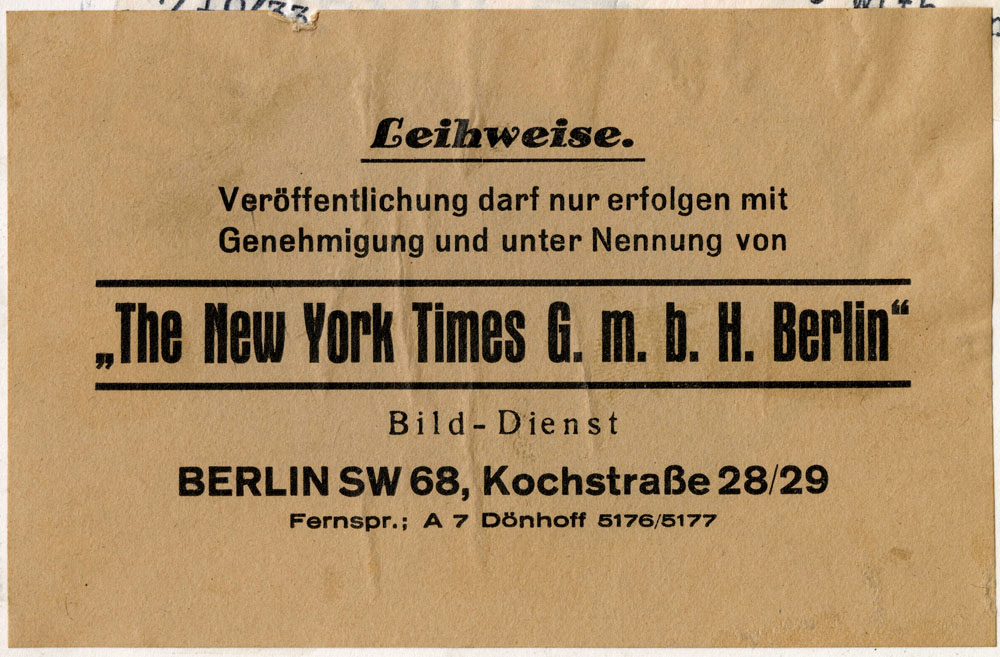 with
Leihweise.
Veröffentlichung darf nur erfolgen mit
Genehmigung und unter Nennung von
„The New York Times G. m. b. H. Berlin“
Bild-Dienst
BERLIN SW 68, Kochstraße 28/29
Fernspr.; A 7 Dönhoff 5176/5177